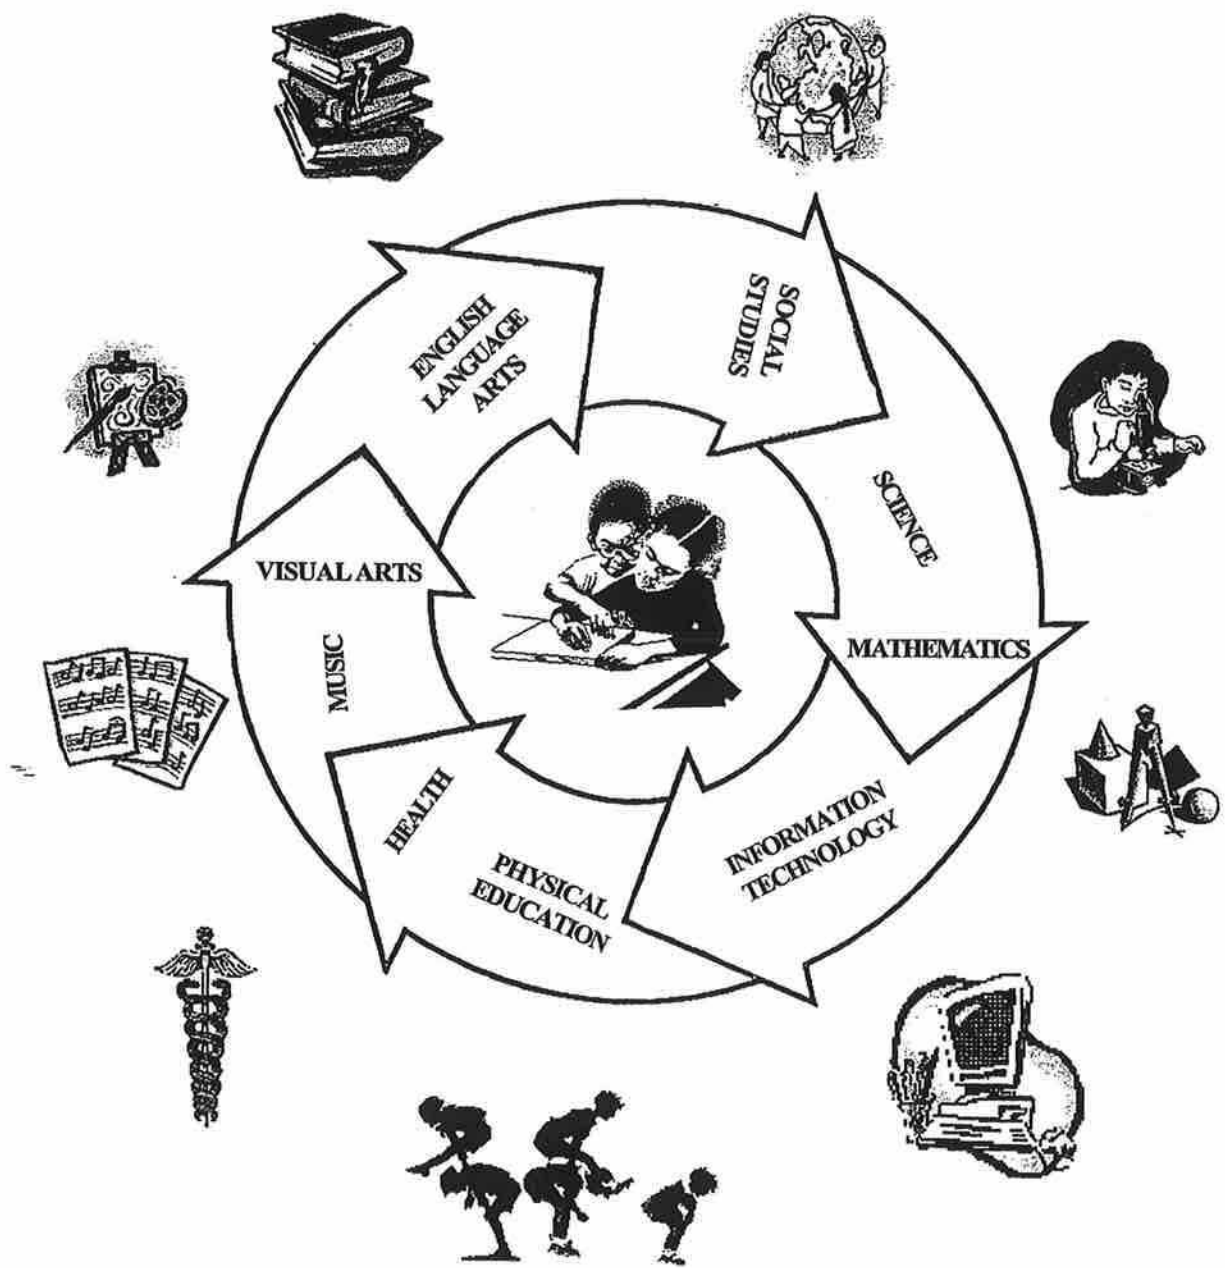 ENGLISH
LANGUAGE
ARTS
SOCIAL
STUDIES
SCIENCE
MATHEMATICS
INFORMATION
TECHNOLOGY
PHYSICAL
EDUCATION
HEALTH
MUSIC
VISUAL ARTS